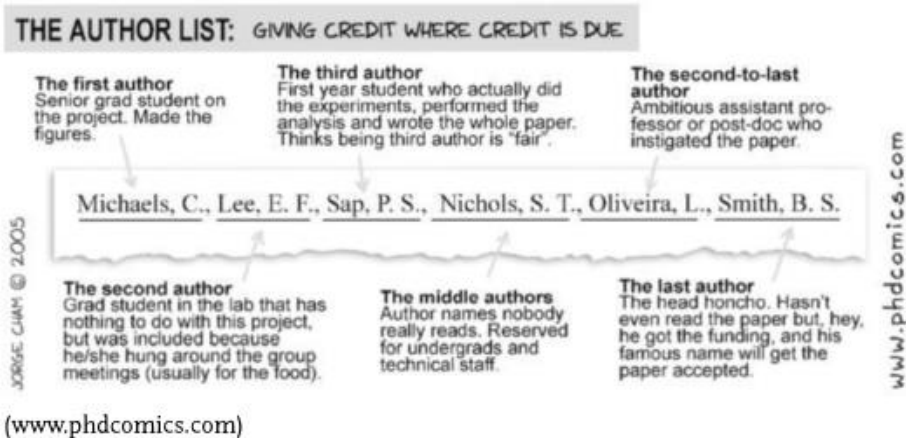 THE AUTHOR LIST: GIVING CREDIT WHERE CREDIT IS DUE
The first author
Senior grad student on
the project. Made the
figures.
The third author
First year student who actually did
the experiments, performed the
analysis and wrote the whole paper.
Thinks being third author is "fair".
The second-to-last
author
Ambitious assistant pro-
fessor or post-doc who
instigated the paper.
Michaels, C., Lee, E. F., Sap, P. S., Nichols, S. T., Oliveira, L., Smith, B. S.
The second author
Grad student in the lab that has
nothing to do with this project,
but was included because
he/she hung around the group
meetings (usually for the food).
The middle authors
Author names nobody
really reads. Reserved
for undergrads and
technical staff.
The last author
The head honcho. Hasn't
even read the paper but, hey,
he got the funding, and his
famous name will get the
paper accepted.
JORGE CHAM © 2005
www.phdcomics.com
(www.phdcomics.com)